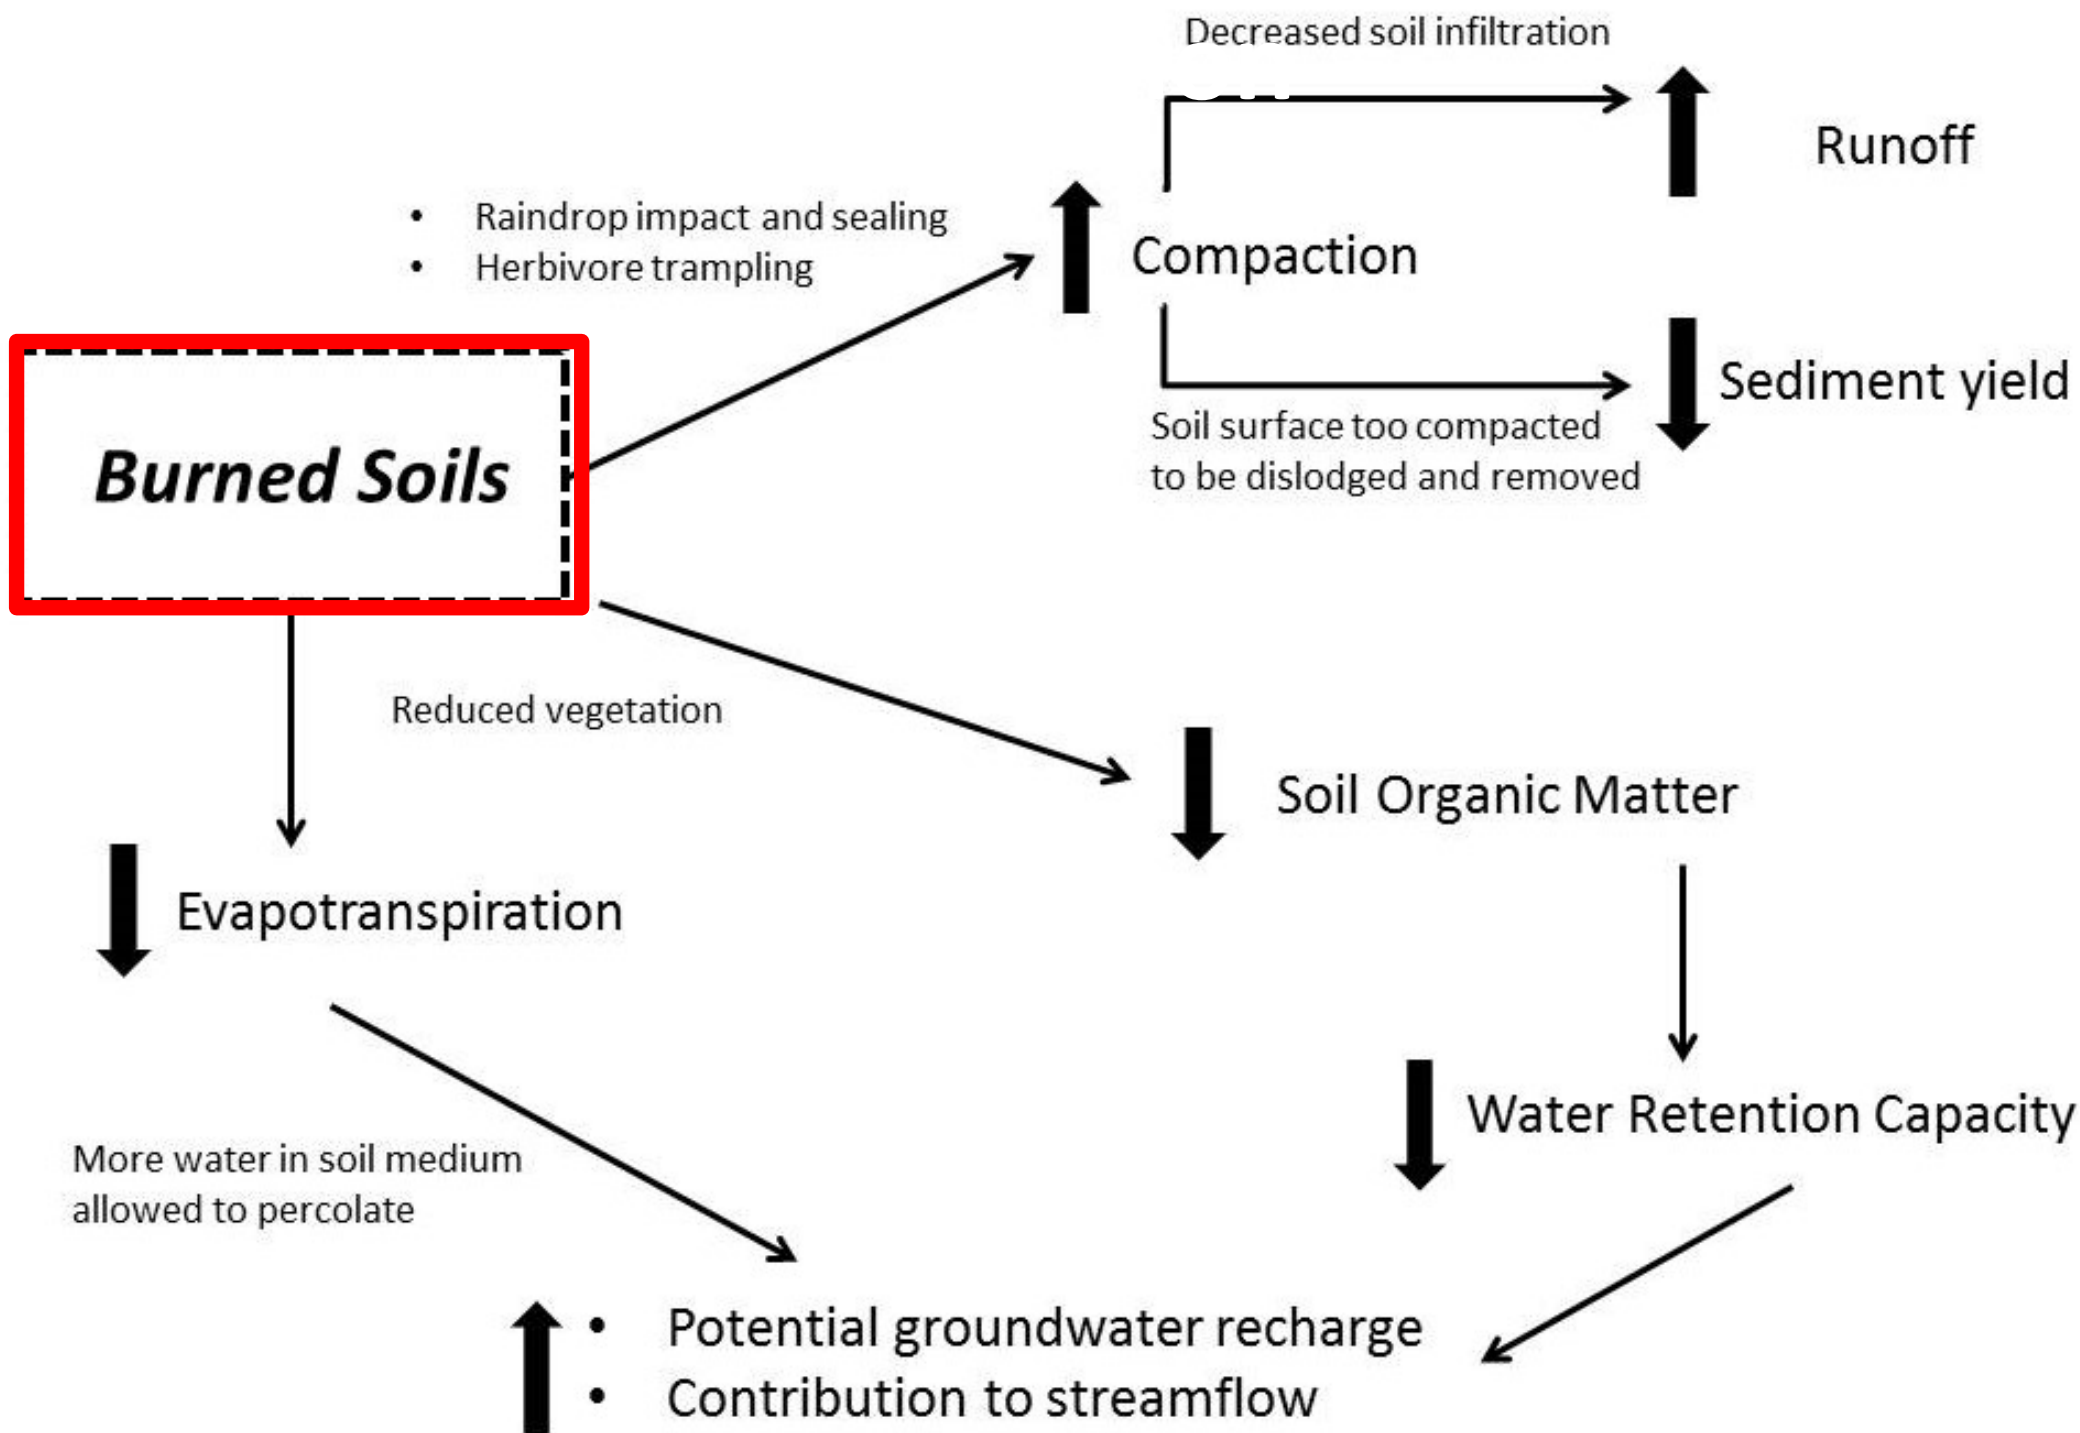 Decreased soil infiltration
Runoff
• Raindrop impact and sealing
• Herbivore trampling
Compaction
Sediment yield
Soil surface too compacted
to be dislodged and removed
Burned Soils
Reduced vegetation
Soil Organic Matter
Evapotranspiration
Water Retention Capacity
More water in soil medium
allowed to percolate
• Potential groundwater recharge
• Contribution to streamflow